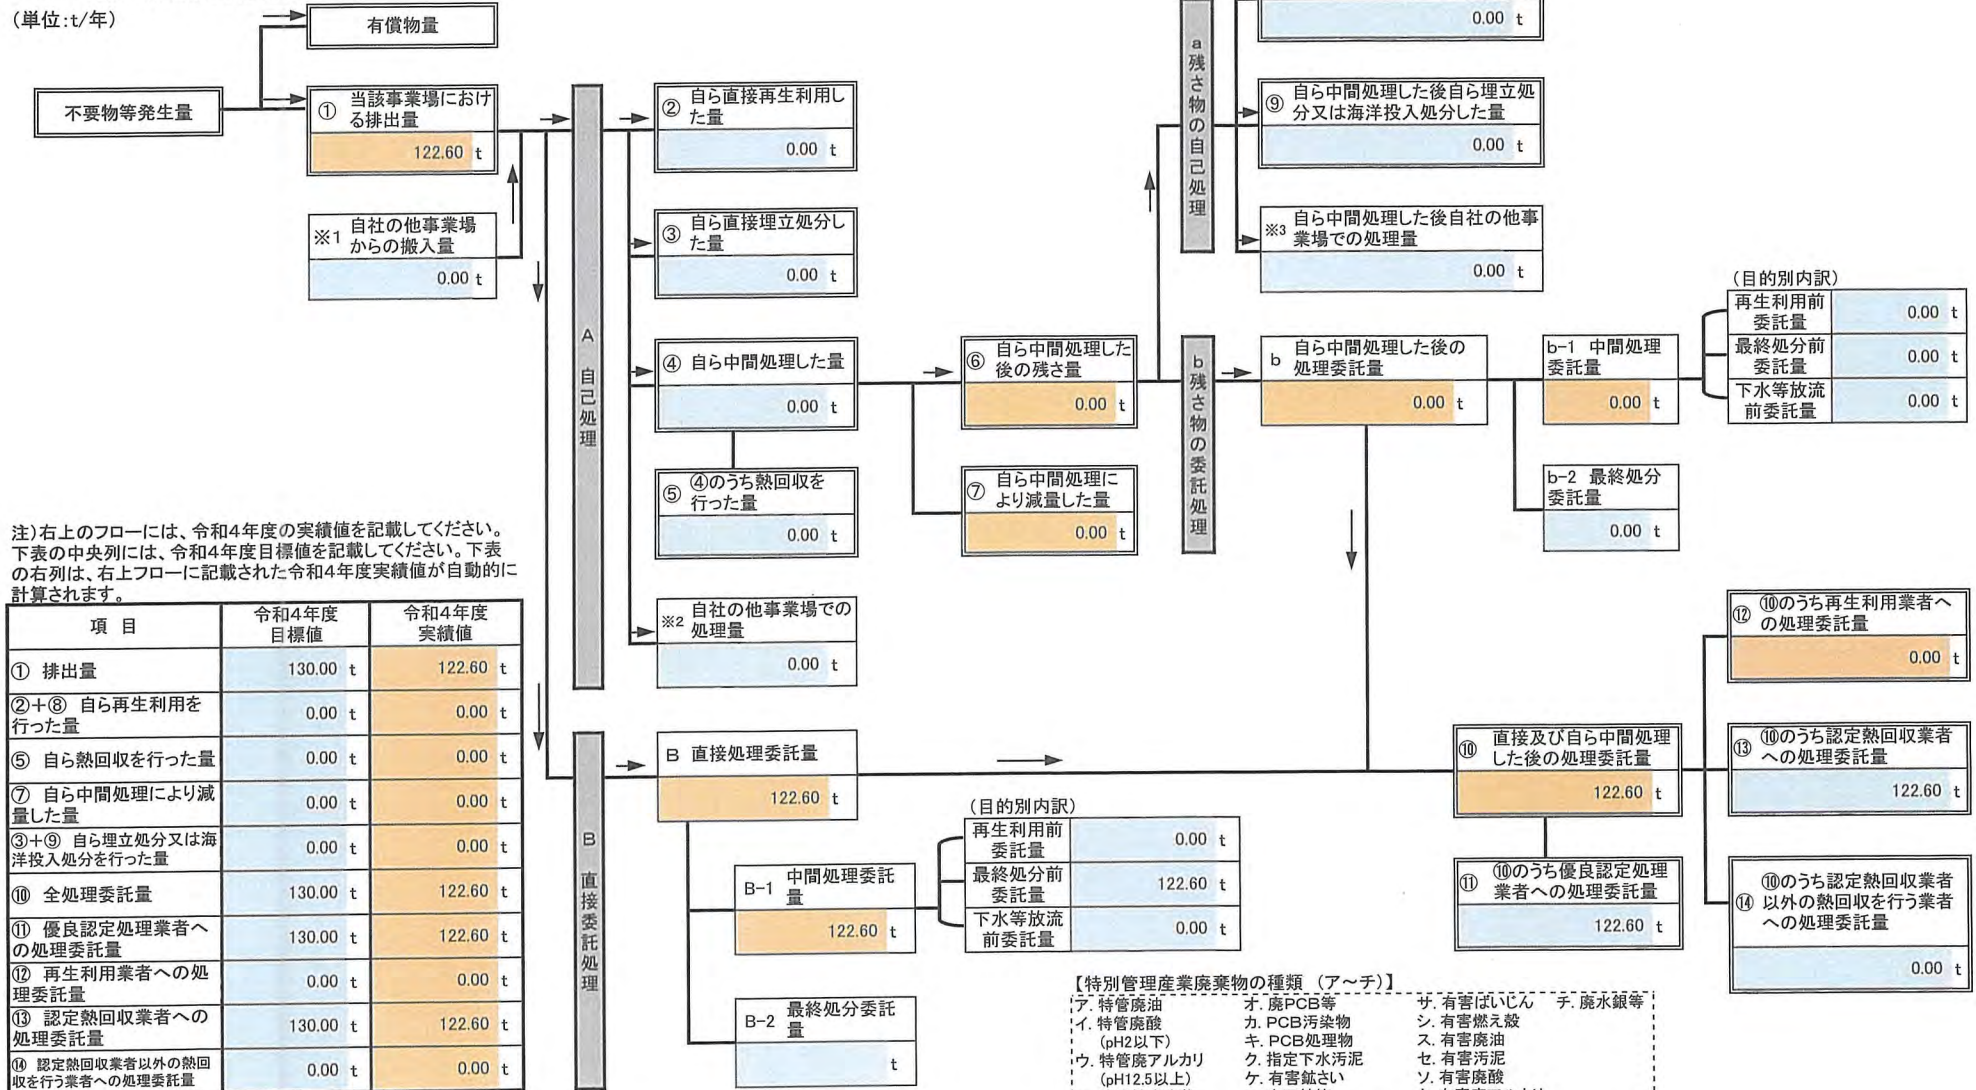 (単位:t/年)
有償物量
不要物等発生量
① 当該事業場におけ
る排出量
122.60 t
※1 自社の他事業場
からの搬入量
0.00 t
A 自己処理
② 自ら直接再生利用し
た量
0.00 t
③ 自ら直接埋立処分し
た量
0.00 t
④ 自ら中間処理した量
0.00 t
⑤ ④のうち熱回収を
行った量
0.00 t
※2 自社の他事業場での
処理量
0.00 t
⑥ 自ら中間処理した
後の残さ量
0.00 t
⑦ 自ら中間処理に
より減量した量
0.00 t
a 残さ物の自己処理
0.00 t
⑨ 自ら中間処理した後自ら埋立処
分又は海洋投入処分した量
0.00 t
※3 自ら中間処理した後自社の他事
業場での処理量
0.00 t
b 残さ物の委託処理
b 自ら中間処理した後の
処理委託量
0.00 t
b-1 中間処理
委託量
0.00 t
(目的別内訳)
再生利用前
委託量 0.00 t
最終処分前
委託量 0.00 t
下水等放流
前委託量 0.00 t
b-2 最終処分
委託量
0.00 t
注)右上のフローには、令和4年度の実績値を記載してください。
下表の中央列には、令和4年度目標値を記載してください。下表
の右列は、右上フローに記載された令和4年度実績値が自動的に
計算されます。
項 目 令和4年度
目標値 令和4年度
実績値
① 排出量 130.00 t 122.60 t
②+⑧ 自ら再生利用を
行った量 0.00 t 0.00 t
⑤ 自ら熱回収を行った量 0.00 t 0.00 t
⑦ 自ら中間処理により減
量した量 0.00 t 0.00 t
③+⑨ 自ら埋立処分又は海
洋投入処分を行った量 0.00 t 0.00 t
⑩ 全処理委託量 130.00 t 122.60 t
⑪ 優良認定処理業者へ
の処理委託量 130.00 t 122.60 t
⑫ 再生利用業者への処
理委託量 0.00 t 0.00 t
⑬ 認定熱回収業者への
処理委託量 130.00 t 122.60 t
⑭ 認定熱回収業者以外の熱回
収を行う業者への処理委託量 0.00 t 0.00 t
B 直接委託処理
B 直接処理委託量
122.60 t
B-1 中間処理委託
量
122.60 t
(目的別内訳)
再生利用前
委託量 0.00 t
最終処分前
委託量 122.60 t
下水等放流
前委託量 0.00 t
B-2 最終処分委託
量
t
⑩ 直接及び自ら中間処理
した後の処理委託量
122.60 t
⑪ ⑩のうち優良認定処理
業者への処理委託量
122.60 t
⑫ ⑩のうち再生利用業者へ
の処理委託量
0.00 t
⑬ ⑩のうち認定熱回収業者
への処理委託量
122.60 t
⑭ ⑩のうち認定熱回収業者
以外の熱回収を行う業者
への処理委託量
0.00 t
【特別管理産業廃棄物の種類 (ア~チ)】
ア. 特管廃油 オ. 廃PCB等 サ. 有害ばいじん チ. 廃水銀等
イ. 特管廃酸 カ. PCB汚染物 シ. 有害燃え殻
(pH2以下) キ. PCB処理物 ス. 有害廃油
ウ. 特管廃アルカリ ク. 指定下水汚泥 セ. 有害汚泥
(pH12.5以上) ケ. 有害鉱さい ソ. 有害廃酸